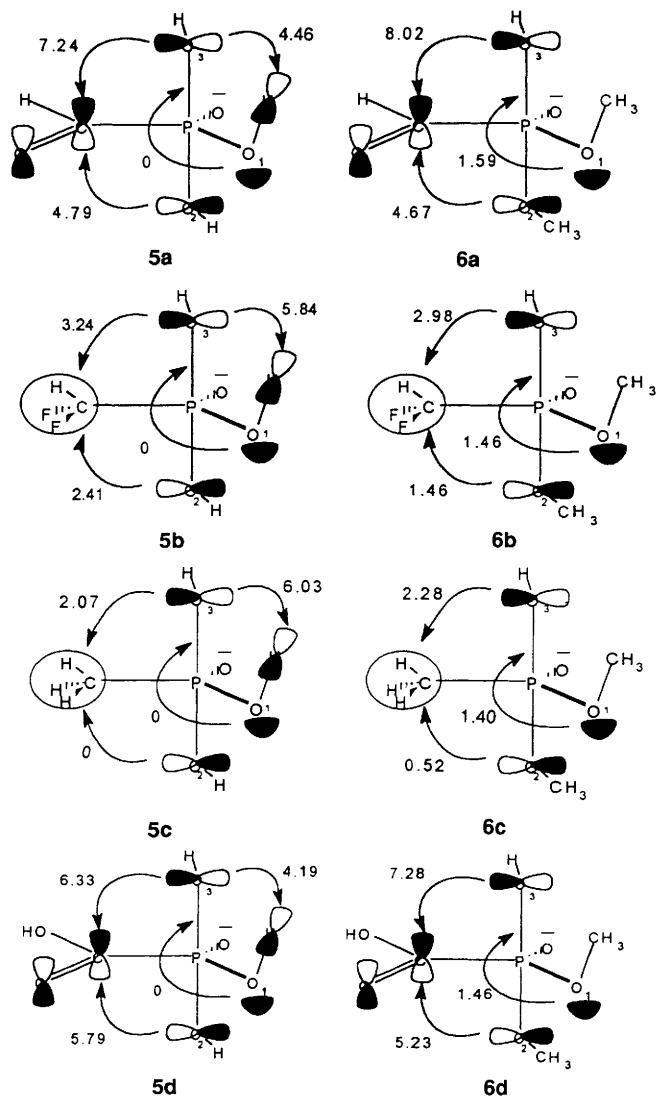 H
7.24
4.46
3
H
P
O
O
1
0
4.79
2
H
5a
H
8.02
3
H
P
O
CH3
O
1
1.59
4.67
2
CH3
6a
H
3.24
5.84
3
H
C
F
F
P
O
O
1
0
2.41
2
H
5b
H
2.98
3
H
C
F
F
P
O
CH3
O
1
1.46
1.46
2
CH3
6b
H
2.07
6.03
3
H
C
H
H
P
O
O
1
0
0
2
H
5c
H
2.28
3
H
C
H
H
P
O
CH3
O
1
1.40
0.52
2
CH3
6c
H
6.33
4.19
3
HO
P
O
O
1
0
5.79
2
H
5d
H
7.28
3
HO
P
O
CH3
O
1
1.46
5.23
2
CH3
6d